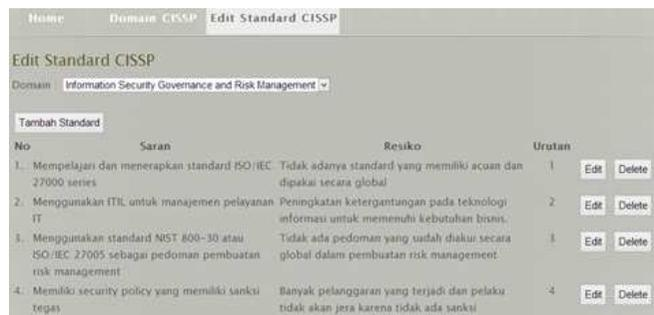 Home Domain CISSP Edit Standard CISSP
Edit Standard CISSP
Domain : Information Security Governance and Risk Management
Tambah Standard
No Saran Resiko Urutan
1. Mempelajari dan menerapkan standard ISO/IEC Tidak adanya standard yang memiliki acuan dan 1 Edit Delete
27000 series dipakai secara global
2. Menggunakan ITIL untuk manajemen pelayanan Peningkatan ketergantungan pada teknologi 2 Edit Delete
IT informasi untuk memenuhi kebutuhan bisnis.
3. Menggunakan standard NIST 800-30 atau Tidak ada pedoman yang sudah diakui secara 3 Edit Delete
ISO/IEC 27005 sebagai pedoman pembuatan global dalam pembuatan risk management
risk management
4. Memiliki security policy yang memiliki sanksi Banyak pelanggaran yang terjadi dan pelaku 4 Edit Delete
tegas tidak akan jera karena tidak ada sanksi